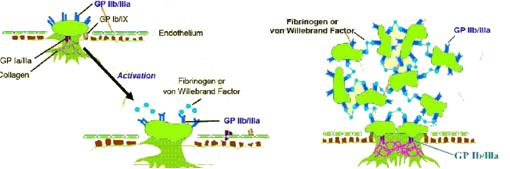 GP IIb/IIIa
GP Ib/IX
Endothelium
GP Ia/IIa
Collagen
Activation
Fibrinogen or
von Willebrand Factor
GP IIb/IIIa
Fibrinogen or
von Willebrand Factor
GP IIb/IIIa
GP IIb/IIIa